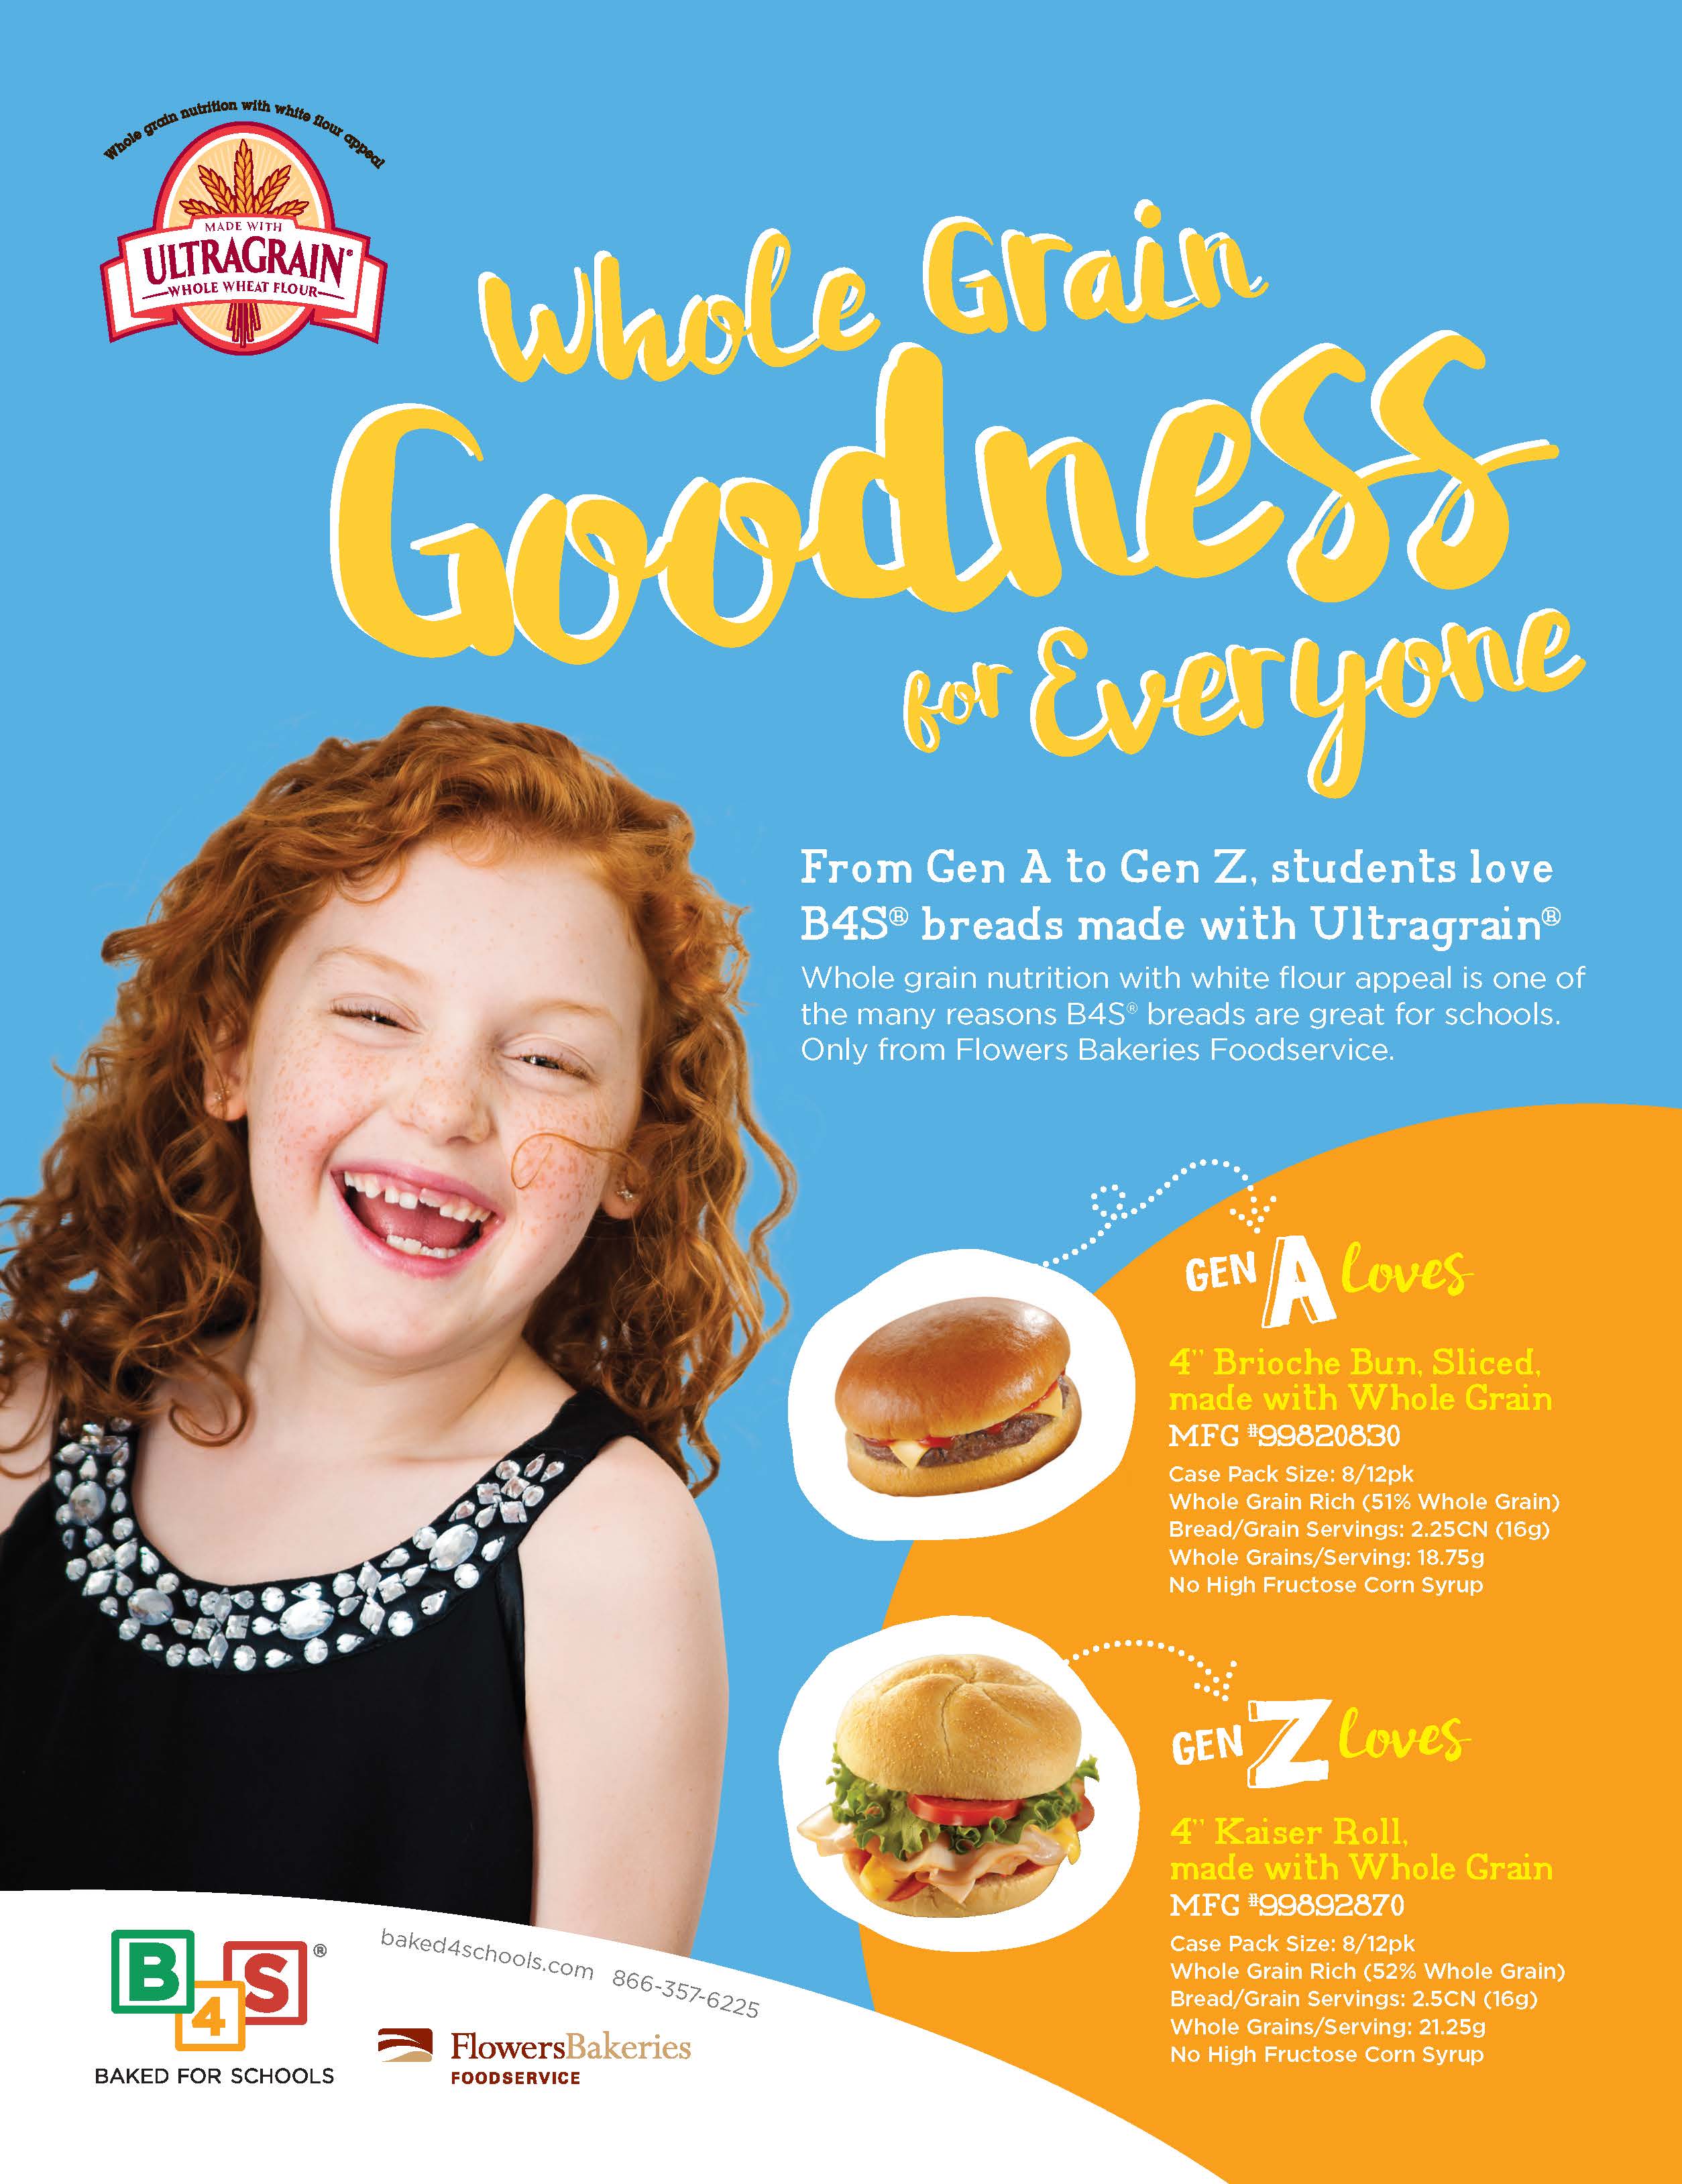 Whole grain nutrition with white flour appeal
MADE WITH
ULTRAGRAIN®
WHOLE WHEAT FLOUR
Whole Grain
Goodness
for Everyone
From Gen A to Gen Z, students love
B4S® breads made with Ultragrain®
Whole grain nutrition with white flour appeal is one of
the many reasons B4S® breads are great for schools.
Only from Flowers Bakeries Foodservice.
GEN A loves
4" Brioche Bun, Sliced,
made with Whole Grain
MFG #99820830
Case Pack Size: 8/12pk
Whole Grain Rich (51% Whole Grain)
Bread/Grain Servings: 2.25CN (16g)
Whole Grains/Serving: 18.75g
No High Fructose Corn Syrup
GEN Z loves
4" Kaiser Roll,
made with Whole Grain
MFG #99892870
Case Pack Size: 8/12pk
Whole Grain Rich (52% Whole Grain)
Bread/Grain Servings: 2.5CN (16g)
Whole Grains/Serving: 21.25g
No High Fructose Corn Syrup
B4S®
BAKED FOR SCHOOLS
baked4schools.com 866-357-6225
FlowersBakeries
FOODSERVICE